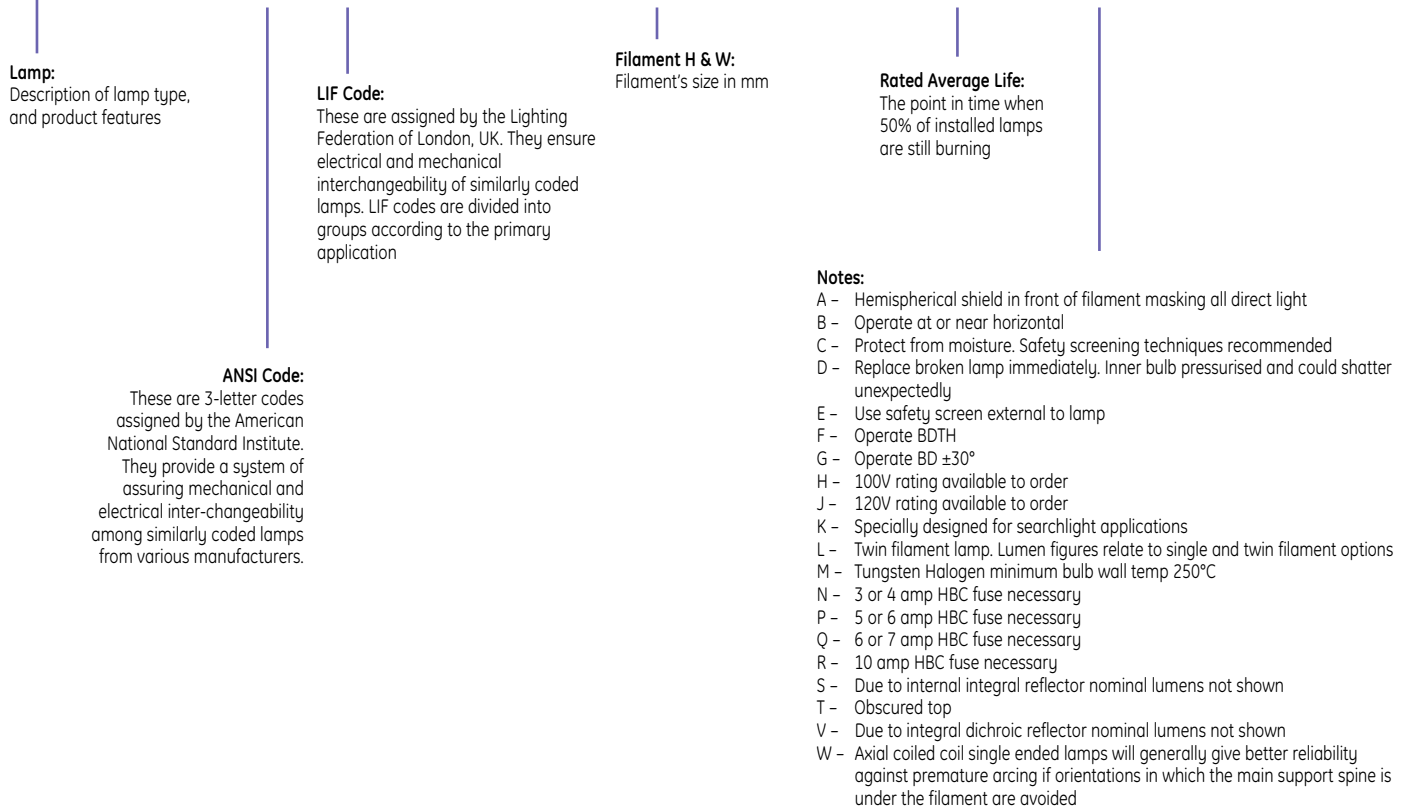 Lamp:
Description of lamp type,
and product features
LIF Code:
These are assigned by the Lighting
Federation of London, UK. They ensure
electrical and mechanical
interchangeability of similarly coded
lamps. LIF codes are divided into
groups according to the primary
application
Filament H & W:
Filament's size in mm
Rated Average Life:
The point in time when
50% of installed lamps
are still burning
ANSI Code:
These are 3-letter codes
assigned by the American
National Standard Institute.
They provide a system of
assuring mechanical and
electrical inter-changeability
among similarly coded lamps
from various manufacturers.
Notes:
A – Hemispherical shield in front of filament masking all direct light
B – Operate at or near horizontal
C – Protect from moisture. Safety screening techniques recommended
D – Replace broken lamp immediately. Inner bulb pressurised and could shatter
unexpectedly
E – Use safety screen external to lamp
F – Operate BDTH
G – Operate BD ±30°
H – 100V rating available to order
J – 120V rating available to order
K – Specially designed for searchlight applications
L – Twin filament lamp. Lumen figures relate to single and twin filament options
M – Tungsten Halogen minimum bulb wall temp 250°C
N – 3 or 4 amp HBC fuse necessary
P – 5 or 6 amp HBC fuse necessary
Q – 6 or 7 amp HBC fuse necessary
R – 10 amp HBC fuse necessary
S – Due to internal integral reflector nominal lumens not shown
T – Obscured top
V – Due to integral dichroic reflector nominal lumens not shown
W – Axial coiled coil single ended lamps will generally give better reliability
against premature arcing if orientations in which the main support spine is
under the filament are avoided